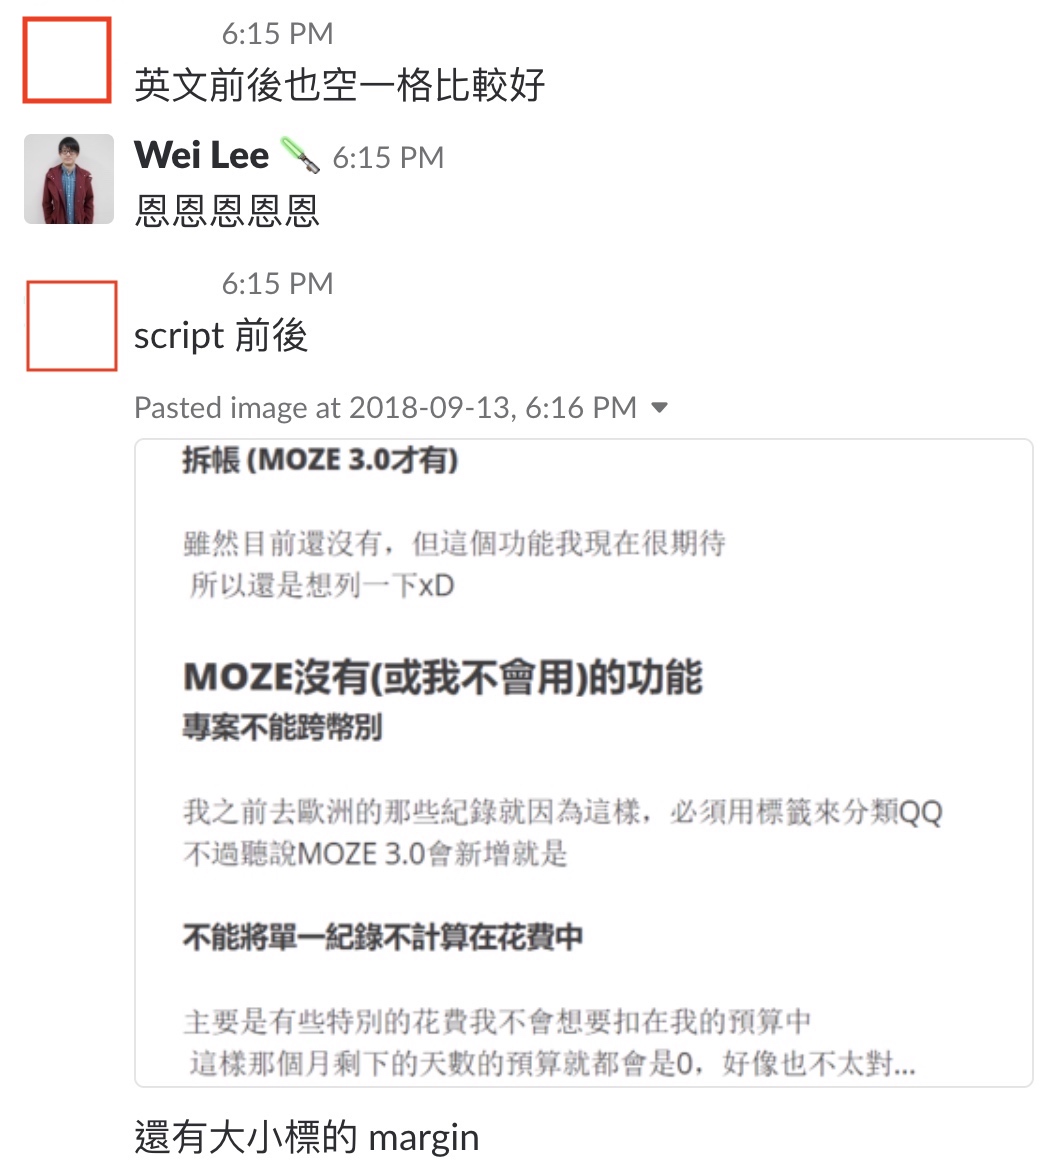 6:15 PM
英文前後也空一格比較好
Wei Lee 6:15 PM
恩恩恩恩恩
6:15 PM
script 前後
Pasted image at 2018-09-13, 6:16 PM
拆帳 (MOZE 3.0才有)
雖然目前還沒有，但這個功能我現在很期待
所以還是想列一下xD
MOZE沒有(或我不會用)的功能
專案不能跨幣別
我之前去歐洲的那些紀錄就因為這樣，必須用標籤來分類QQ
不過聽說MOZE 3.0會新增就是
不能將單一紀錄不計算在花費中
主要是有些特別的花費我不會想要扣在我的預算中
這樣那個月剩下的天數的預算就都會是0，好像也不太對...
還有大小標的 margin